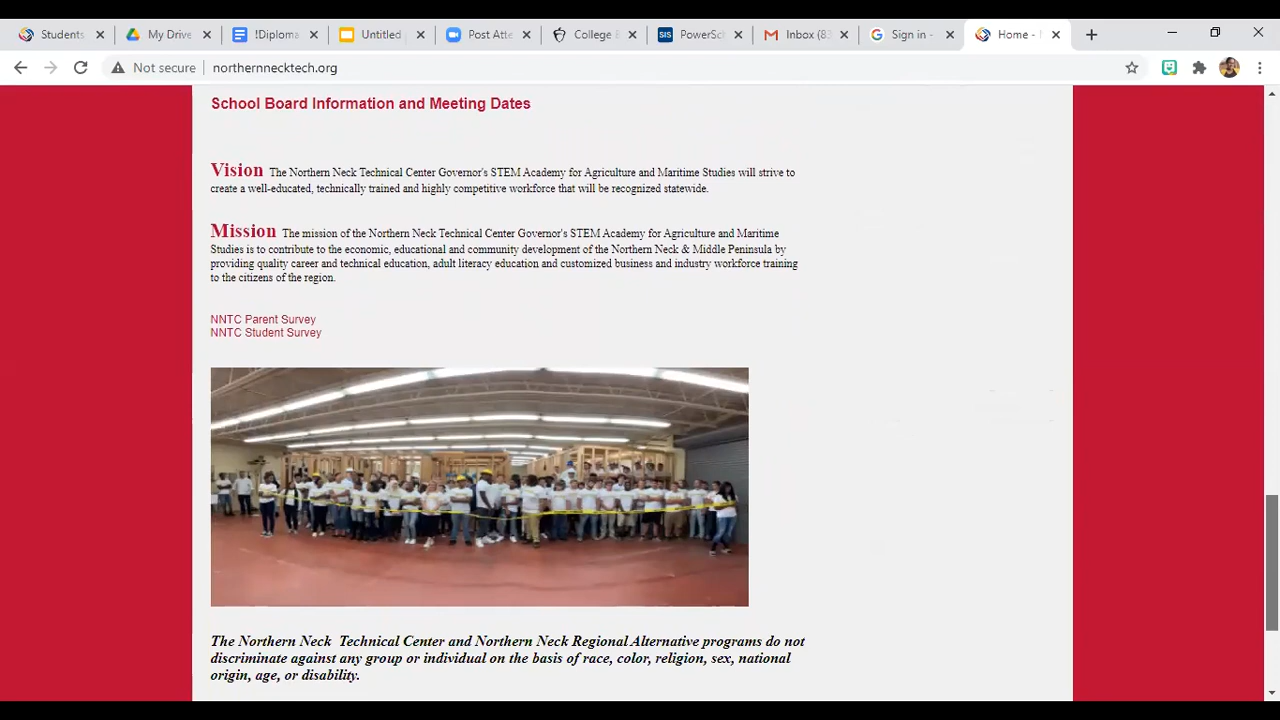 Students
My Drive
!Diploma
Untitled
Post Atte
College B
SIS
PowerSch
Inbox (83
Sign in -
Home - N
Not secure
northernnecktech.org
School Board Information and Meeting Dates
Vision The Northern Neck Technical Center Governor's STEM Academy for Agriculture and Maritime Studies will strive to
create a well-educated, technically trained and highly competitive workforce that will be recognized statewide.
Mission The mission of the Northern Neck Technical Center Governor's STEM Academy for Agriculture and Maritime
Studies is to contribute to the economic, educational and community development of the Northern Neck & Middle Peninsula by
providing quality career and technical education, adult literacy education and customized business and industry workforce training
to the citizens of the region.
NNTC Parent Survey
NNTC Student Survey
The Northern Neck Technical Center and Northern Neck Regional Alternative programs do not
discriminate against any group or individual on the basis of race, color, religion, sex, national
origin, age, or disability.